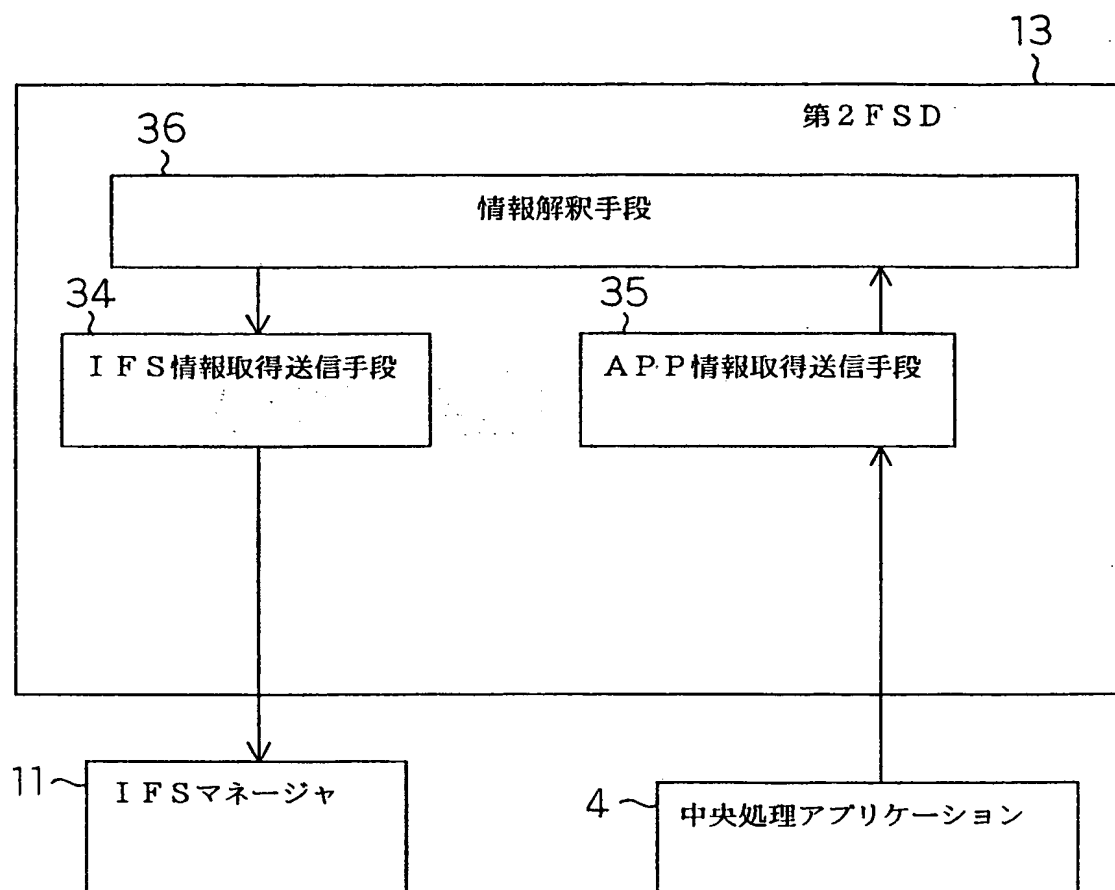 13
第２ＦＳＤ
36
情報解釈手段
34
ＩＦＳ情報取得送信手段
35
ＡＰＰ情報取得送信手段
11
ＩＦＳマネージャ
4
中央処理アプリケーション